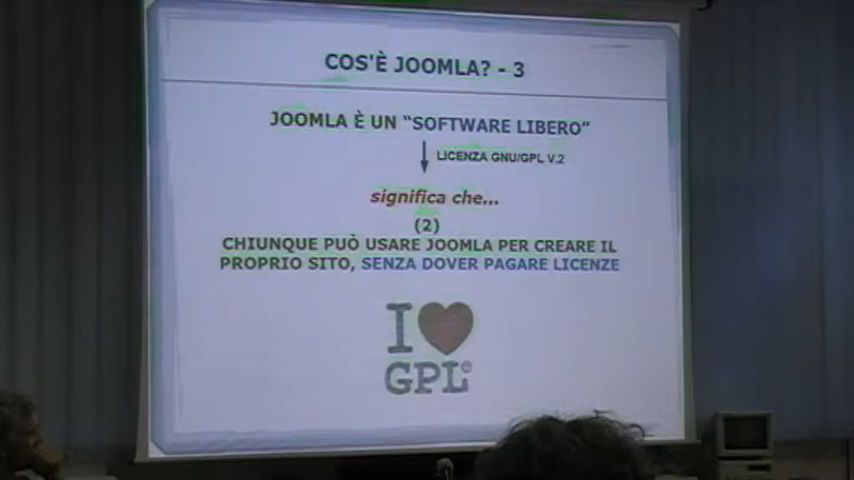 COS'È JOOMLA? - 3
JOOMLA È UN “SOFTWARE LIBERO”
LICENZA GNU/GPL V.2
significa che...
(2)
CHIUNQUE PUÒ USARE JOOMLA PER CREARE IL
PROPRIO SITO, SENZA DOVER PAGARE LICENZE
I
GPL®